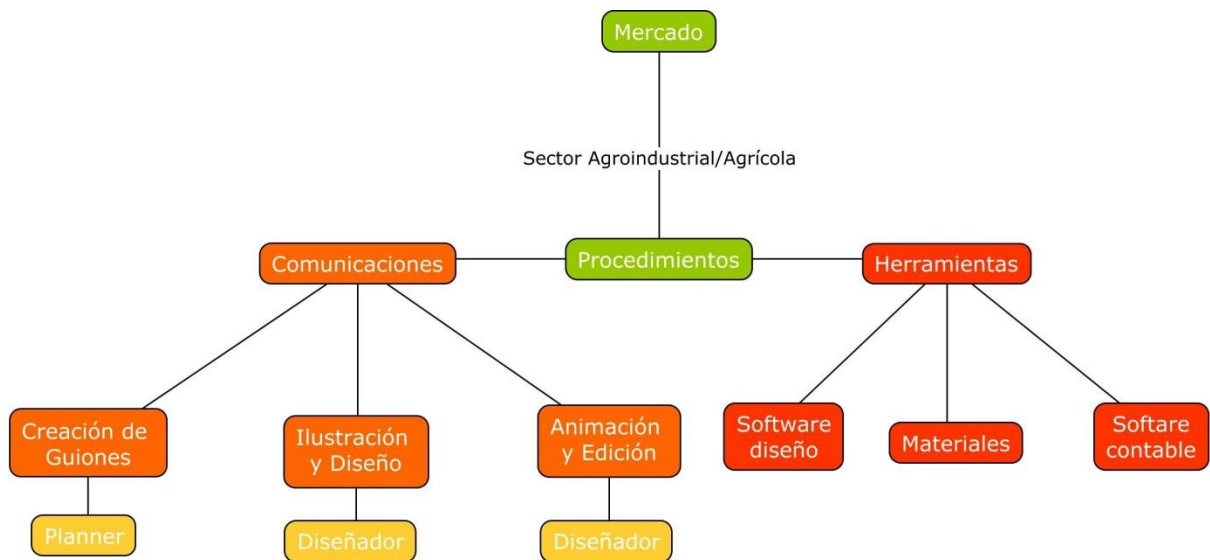 Mercado
Sector Agroindustrial/Agrícola
Comunicaciones
Procedimientos
Herramientas
Creación de
Guiones
Ilustración
y Diseño
Animación
y Edición
Software
diseño
Materiales
Softare
contable
Planner
Diseñador
Diseñador